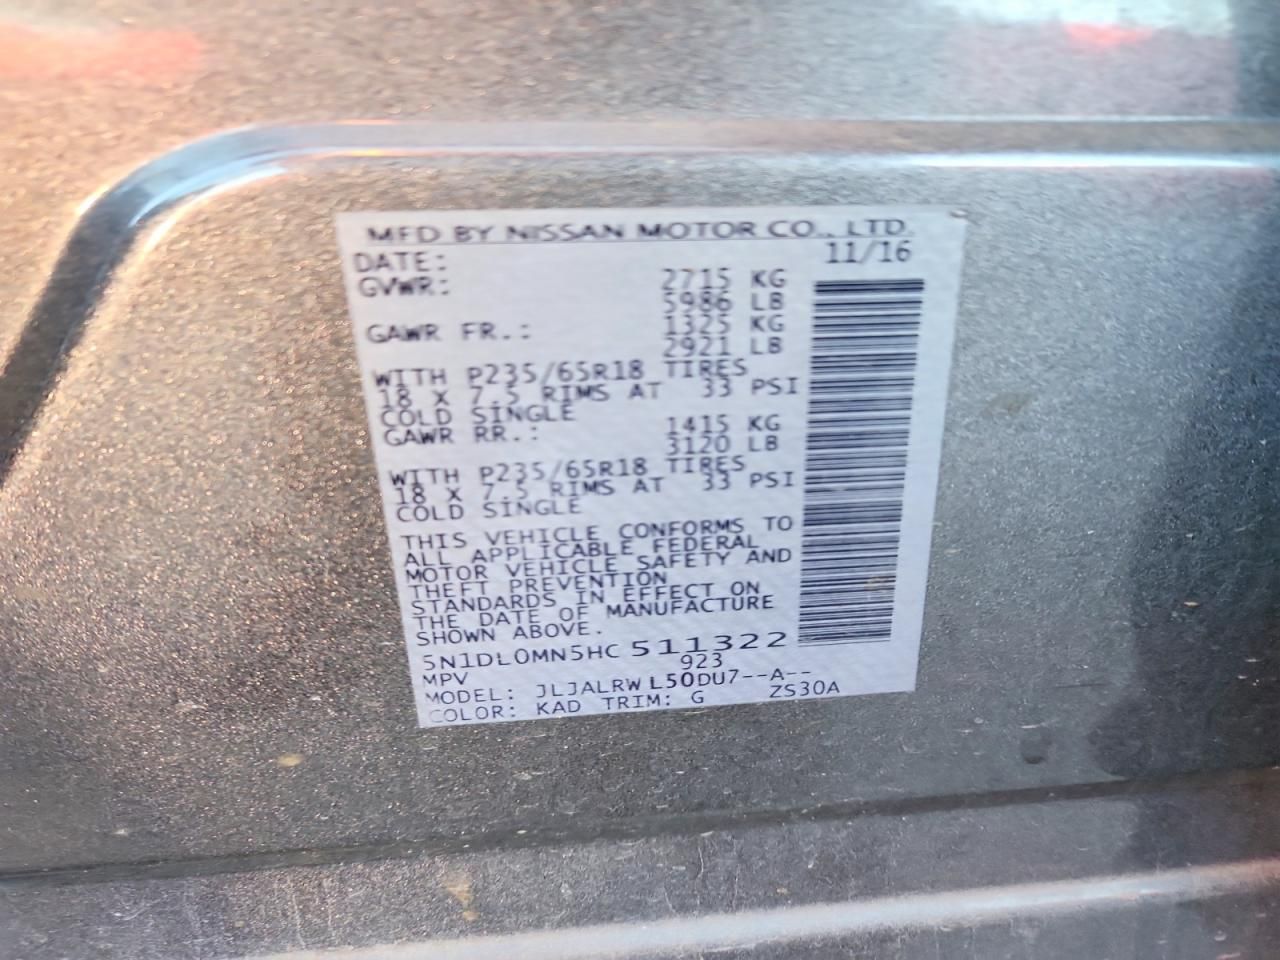 MFD BY NISSAN MOTOR CO., LTD.
DATE: 11/16
GVWR: 2715 KG
5986 LB
GAWR FR.: 1325 KG
2921 LB
WITH P235/65R18 TIRES
18 X 7.5 RIMS AT 33 PSI
COLD SINGLE
GAWR RR.: 1415 KG
3120 LB
WITH P235/65R18 TIRES
18 X 7.5 RIMS AT 33 PSI
COLD SINGLE
THIS VEHICLE CONFORMS TO
ALL APPLICABLE FEDERAL
MOTOR VEHICLE SAFETY AND
THEFT PREVENTION
STANDARDS IN EFFECT ON
THE DATE OF MANUFACTURE
SHOWN ABOVE.
5N1DL0MN5HC 511322
MPV 923
MODEL: JLJALRW L50DU7--A--
COLOR: KAD TRIM: G ZS30A